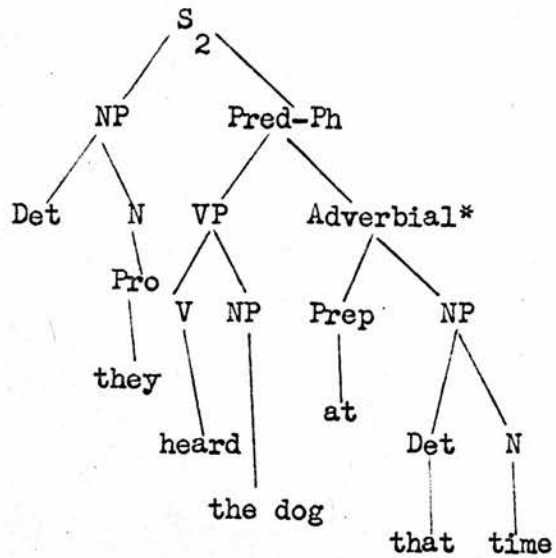 S
2
NP Pred-Ph
Det N VP Adverbial*
Pro V NP Prep NP
they at
heard Det N
the dog
that time